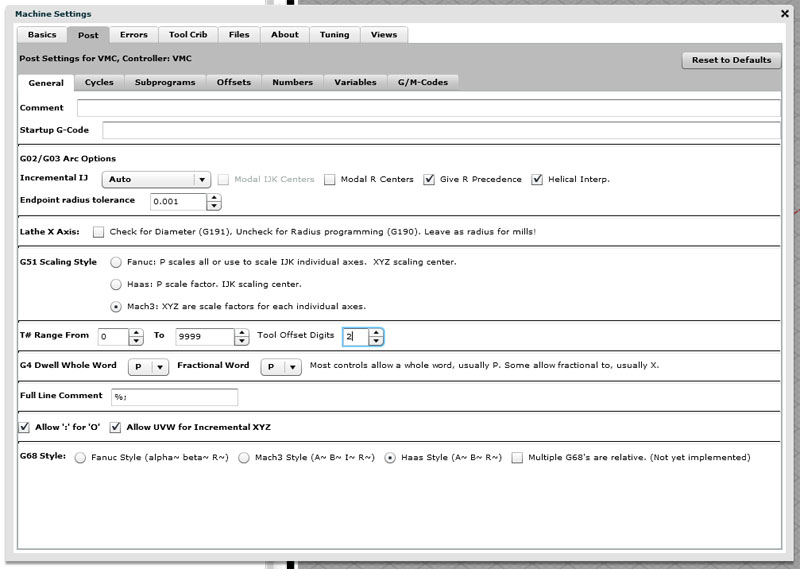 Machine Settings
Basics Post Errors Tool Crib Files About Tuning Views
Post Settings for VMC, Controller: VMC Reset to Defaults
General Cycles Subprograms Offsets Numbers Variables G/M-Codes
Comment
Startup G-Code
G02/G03 Arc Options
Incremental IJ Auto Modal IJK Centers Modal R Centers Give R Precedence Helical Interp.
Endpoint radius tolerance 0.001
Lathe X Axis: Check for Diameter (G191), Uncheck for Radius programming (G190). Leave as radius for mills!
G51 Scaling Style Fanuc: P scales all or use to scale IJK individual axes. XYZ scaling center.
Haas: P scale factor. IJK scaling center.
Mach3: XYZ are scale factors for each individual axes.
T# Range From 0 To 9999 Tool Offset Digits 2
G4 Dwell Whole Word P Fractional Word P Most controls allow a whole word, usually P. Some allow fractional to, usually X.
Full Line Comment %;
Allow ':' for 'O' Allow UVW for Incremental XYZ
G68 Style: Fanuc Style (alpha~ beta~ R~) Mach3 Style (A~ B~ I~ R~) Haas Style (A~ B~ R~) Multiple G68's are relative. (Not yet implemented)